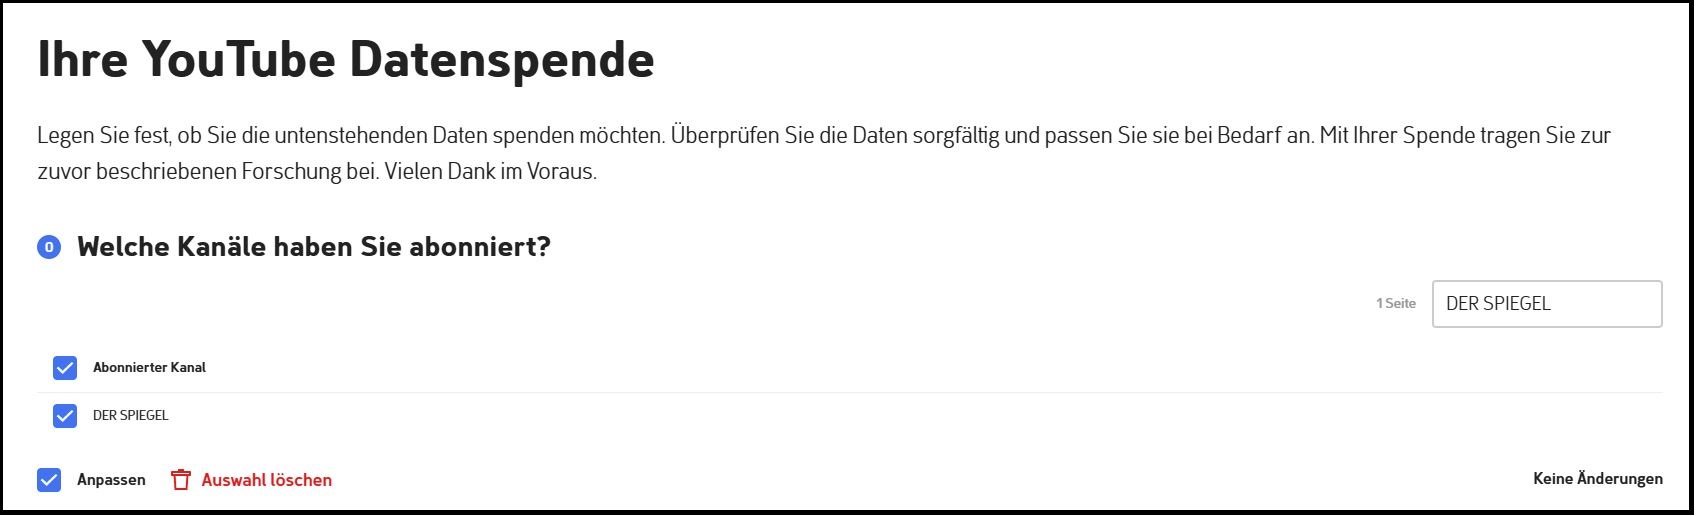 Ihre YouTube Datenspende
Legen Sie fest, ob Sie die untenstehenden Daten spenden möchten. Überprüfen Sie die Daten sorgfältig und passen Sie sie bei Bedarf an. Mit Ihrer Spende tragen Sie zur
zuvor beschriebenen Forschung bei. Vielen Dank im Voraus.
0 Welche Kanäle haben Sie abonniert?
1 Seite DER SPIEGEL
Abonnierter Kanal
DER SPIEGEL
Anpassen Auswahl löschen Keine Änderungen